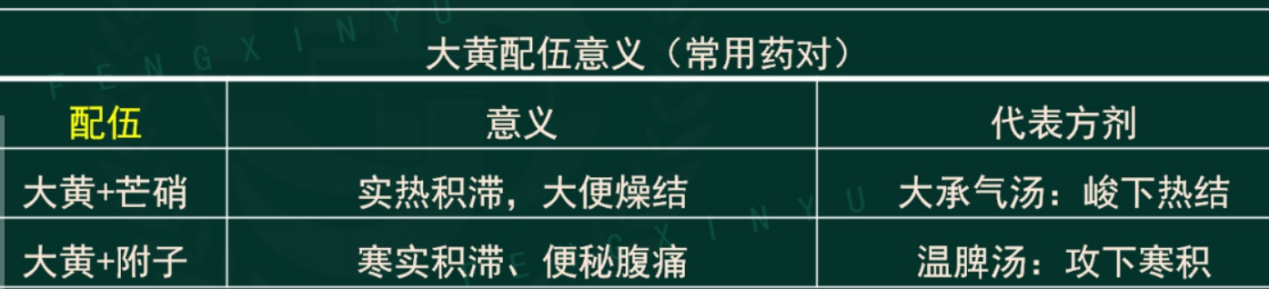 大黄配伍意义（常用药对）
FENGXINYU
配伍 意义 代表方剂
大黄+芒硝 实热积滞，大便燥结 大承气汤：峻下热结
FENGXINYU
大黄+附子 寒实积滞、便秘腹痛 温脾汤：攻下寒积